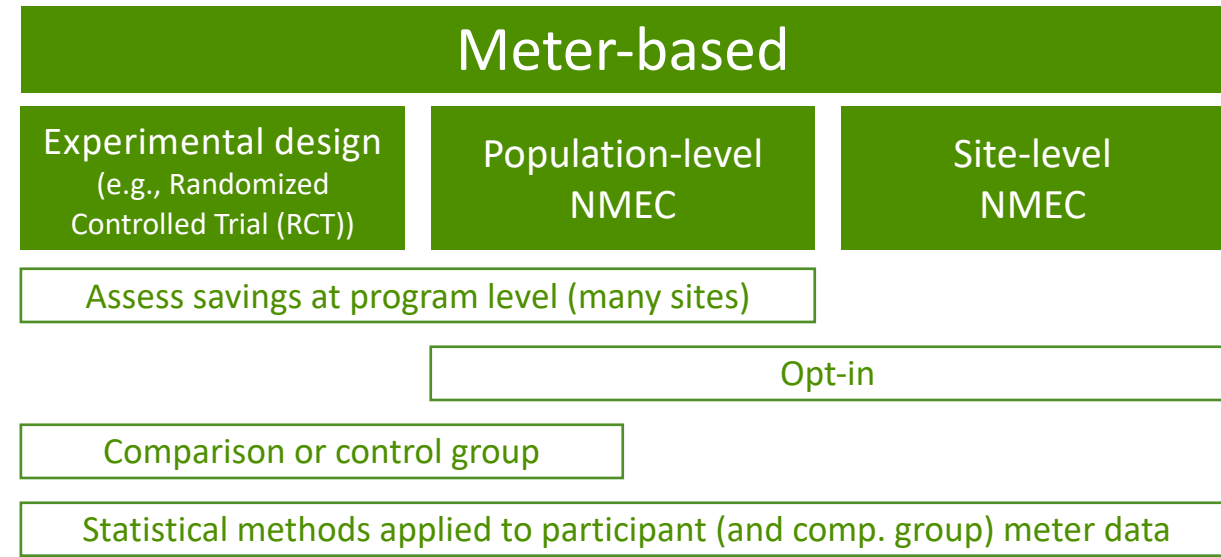 Meter-based
Experimental design
(e.g., Randomized
Controlled Trial (RCT))
Population-level
NMEC
Site-level
NMEC
Assess savings at program level (many sites)
Opt-in
Comparison or control group
Statistical methods applied to participant (and comp. group) meter data